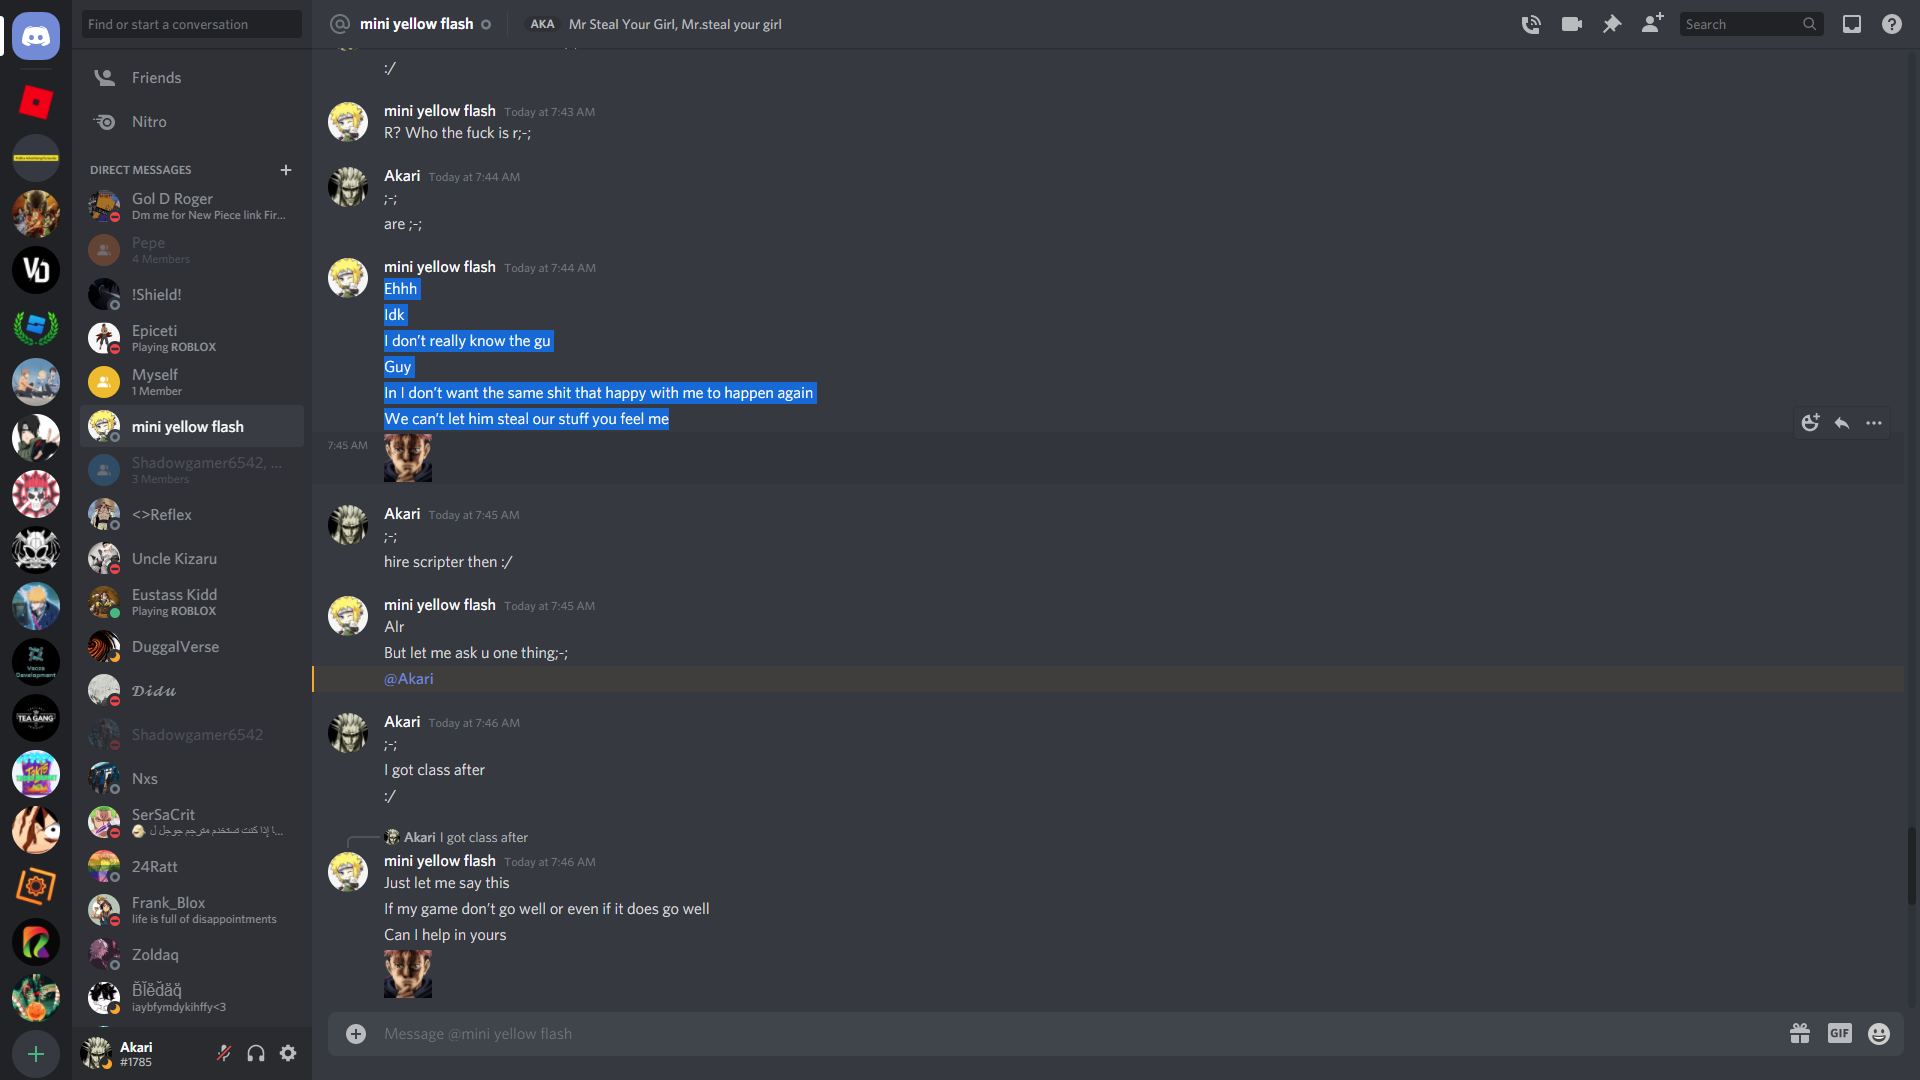 Find or start a conversation
mini yellow flash
AKA Mr Steal Your Girl, Mr.steal your girl
Search
Friends
Nitro
DIRECT MESSAGES
Gol D Roger
Dm me for New Piece link Fir...
Pepe
4 Members
!Shield!
Epiceti
Playing ROBLOX
Myself
1 Member
mini yellow flash
Shadowgamer6542, ...
3 Members
<>Reflex
Uncle Kizaru
Eustass Kidd
Playing ROBLOX
DuggalVerse
𝓓𝓲𝓭𝓾
Shadowgamer6542
Nxs
SerSaCrit
ا إذا كنت تستخدم مترجم جوجل ل...
24Ratt
Frank_Blox
life is full of disappointments
Zoldaq
iaybfymdykihffy<3
Akari
#1785
VD
Vecza
Development
TEA GANG
:/
mini yellow flash Today at 7:43 AM
R? Who the fuck is r;-;
Akari Today at 7:44 AM
;-;
are ;-;
mini yellow flash Today at 7:44 AM
Ehhh
Idk
I don't really know the gu
Guy
In I don't want the same shit that happy with me to happen again
We can't let him steal our stuff you feel me
7:45 AM
Akari Today at 7:45 AM
;-;
hire scripter then :/
mini yellow flash Today at 7:45 AM
Alr
But let me ask u one thing;-;
@Akari
Akari Today at 7:46 AM
;-;
I got class after
:/
Akari I got class after
mini yellow flash Today at 7:46 AM
Just let me say this
If my game don't go well or even if it does go well
Can I help in yours
Message @mini yellow flash
GIF